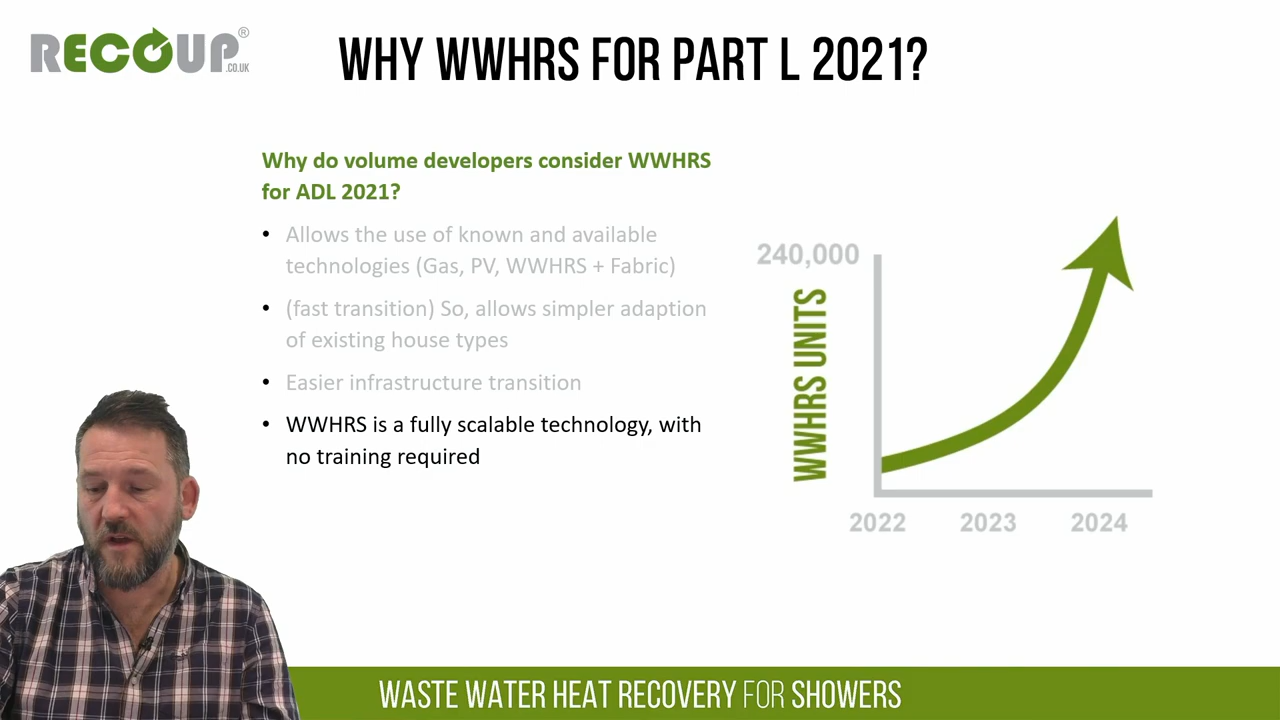 RECOUP®
.CO.UK
WHY WWHRS FOR PART L 2021?
Why do volume developers consider WWHRS
for ADL 2021?
• Allows the use of known and available
technologies (Gas, PV, WWHRS + Fabric)
• (fast transition) So, allows simpler adaption
of existing house types
• Easier infrastructure transition
• WWHRS is a fully scalable technology, with
no training required
240,000
WWHRS UNITS
2022 2023 2024
WASTE WATER HEAT RECOVERY FOR SHOWERS